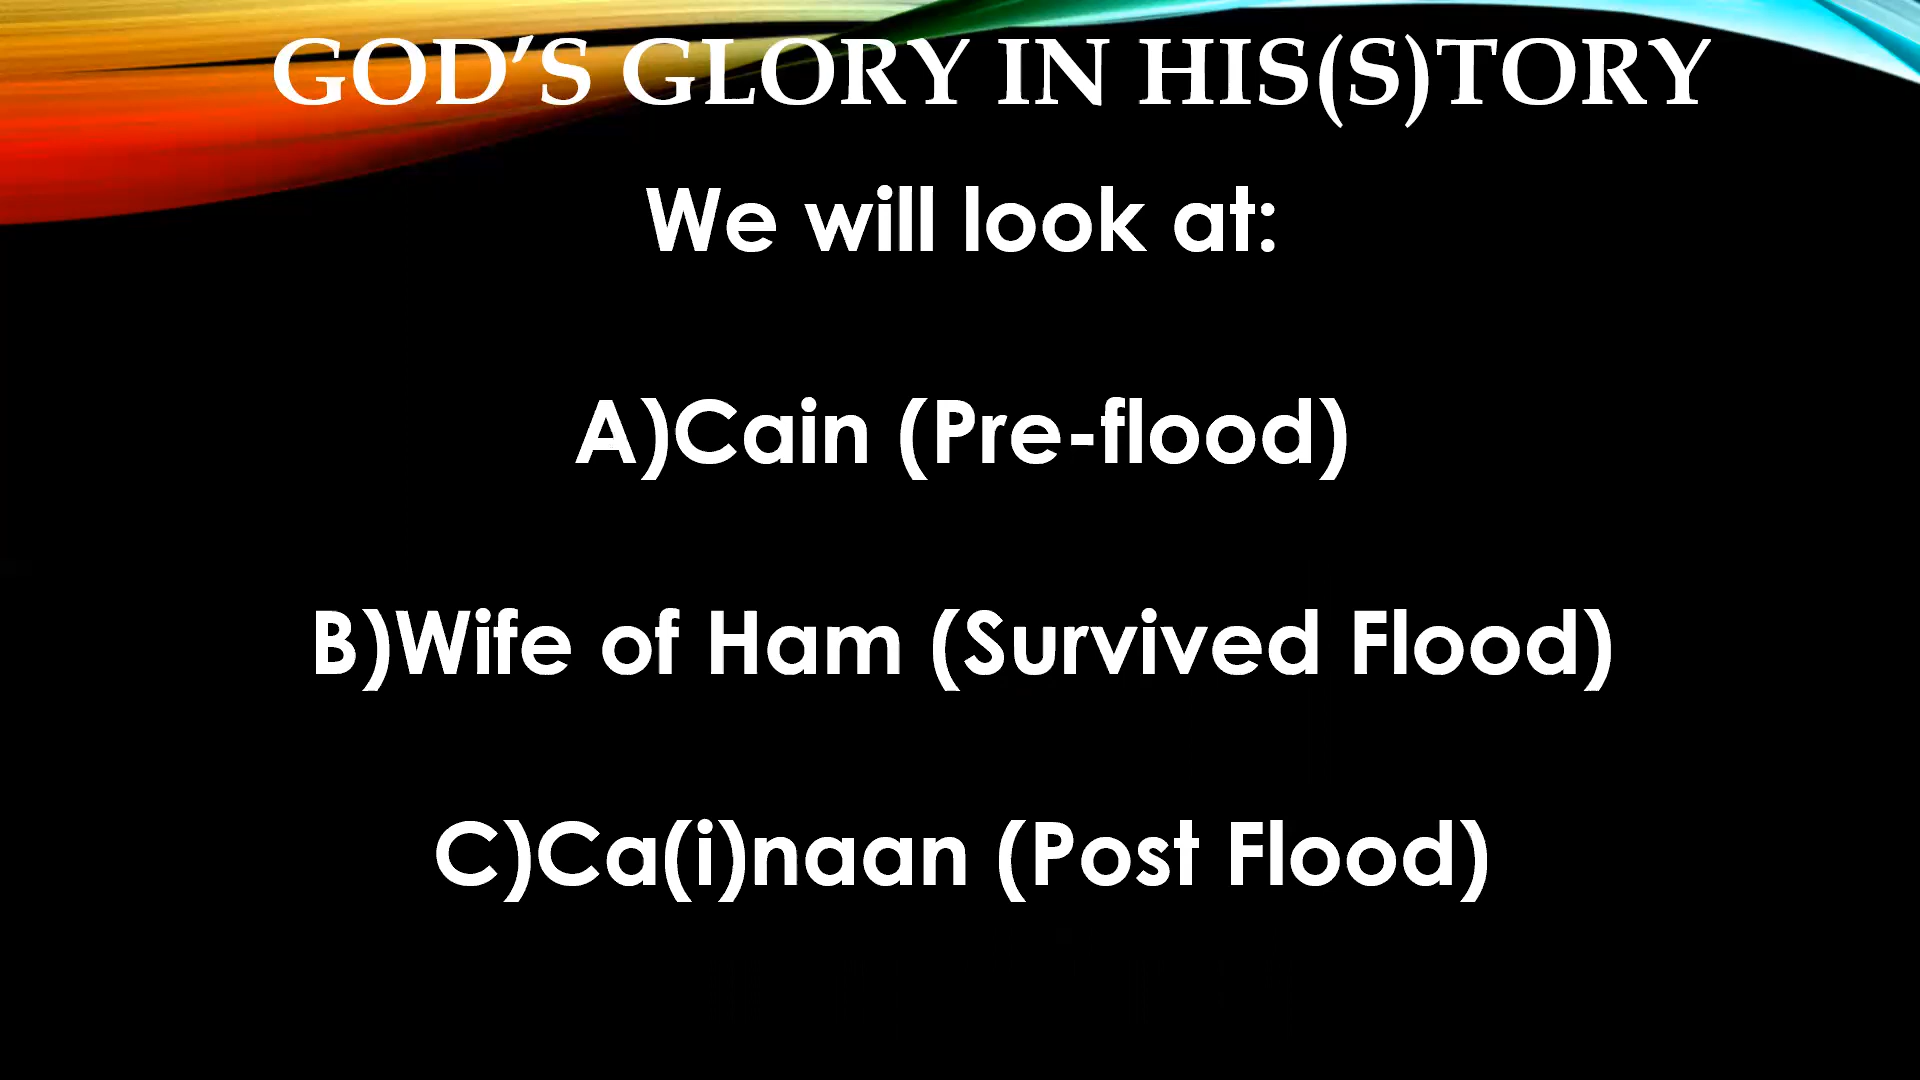 GOD’S GLORY IN HIS(S)TORY
We will look at:
A)Cain (Pre-flood)
B)Wife of Ham (Survived Flood)
C)Ca(i)naan (Post Flood)